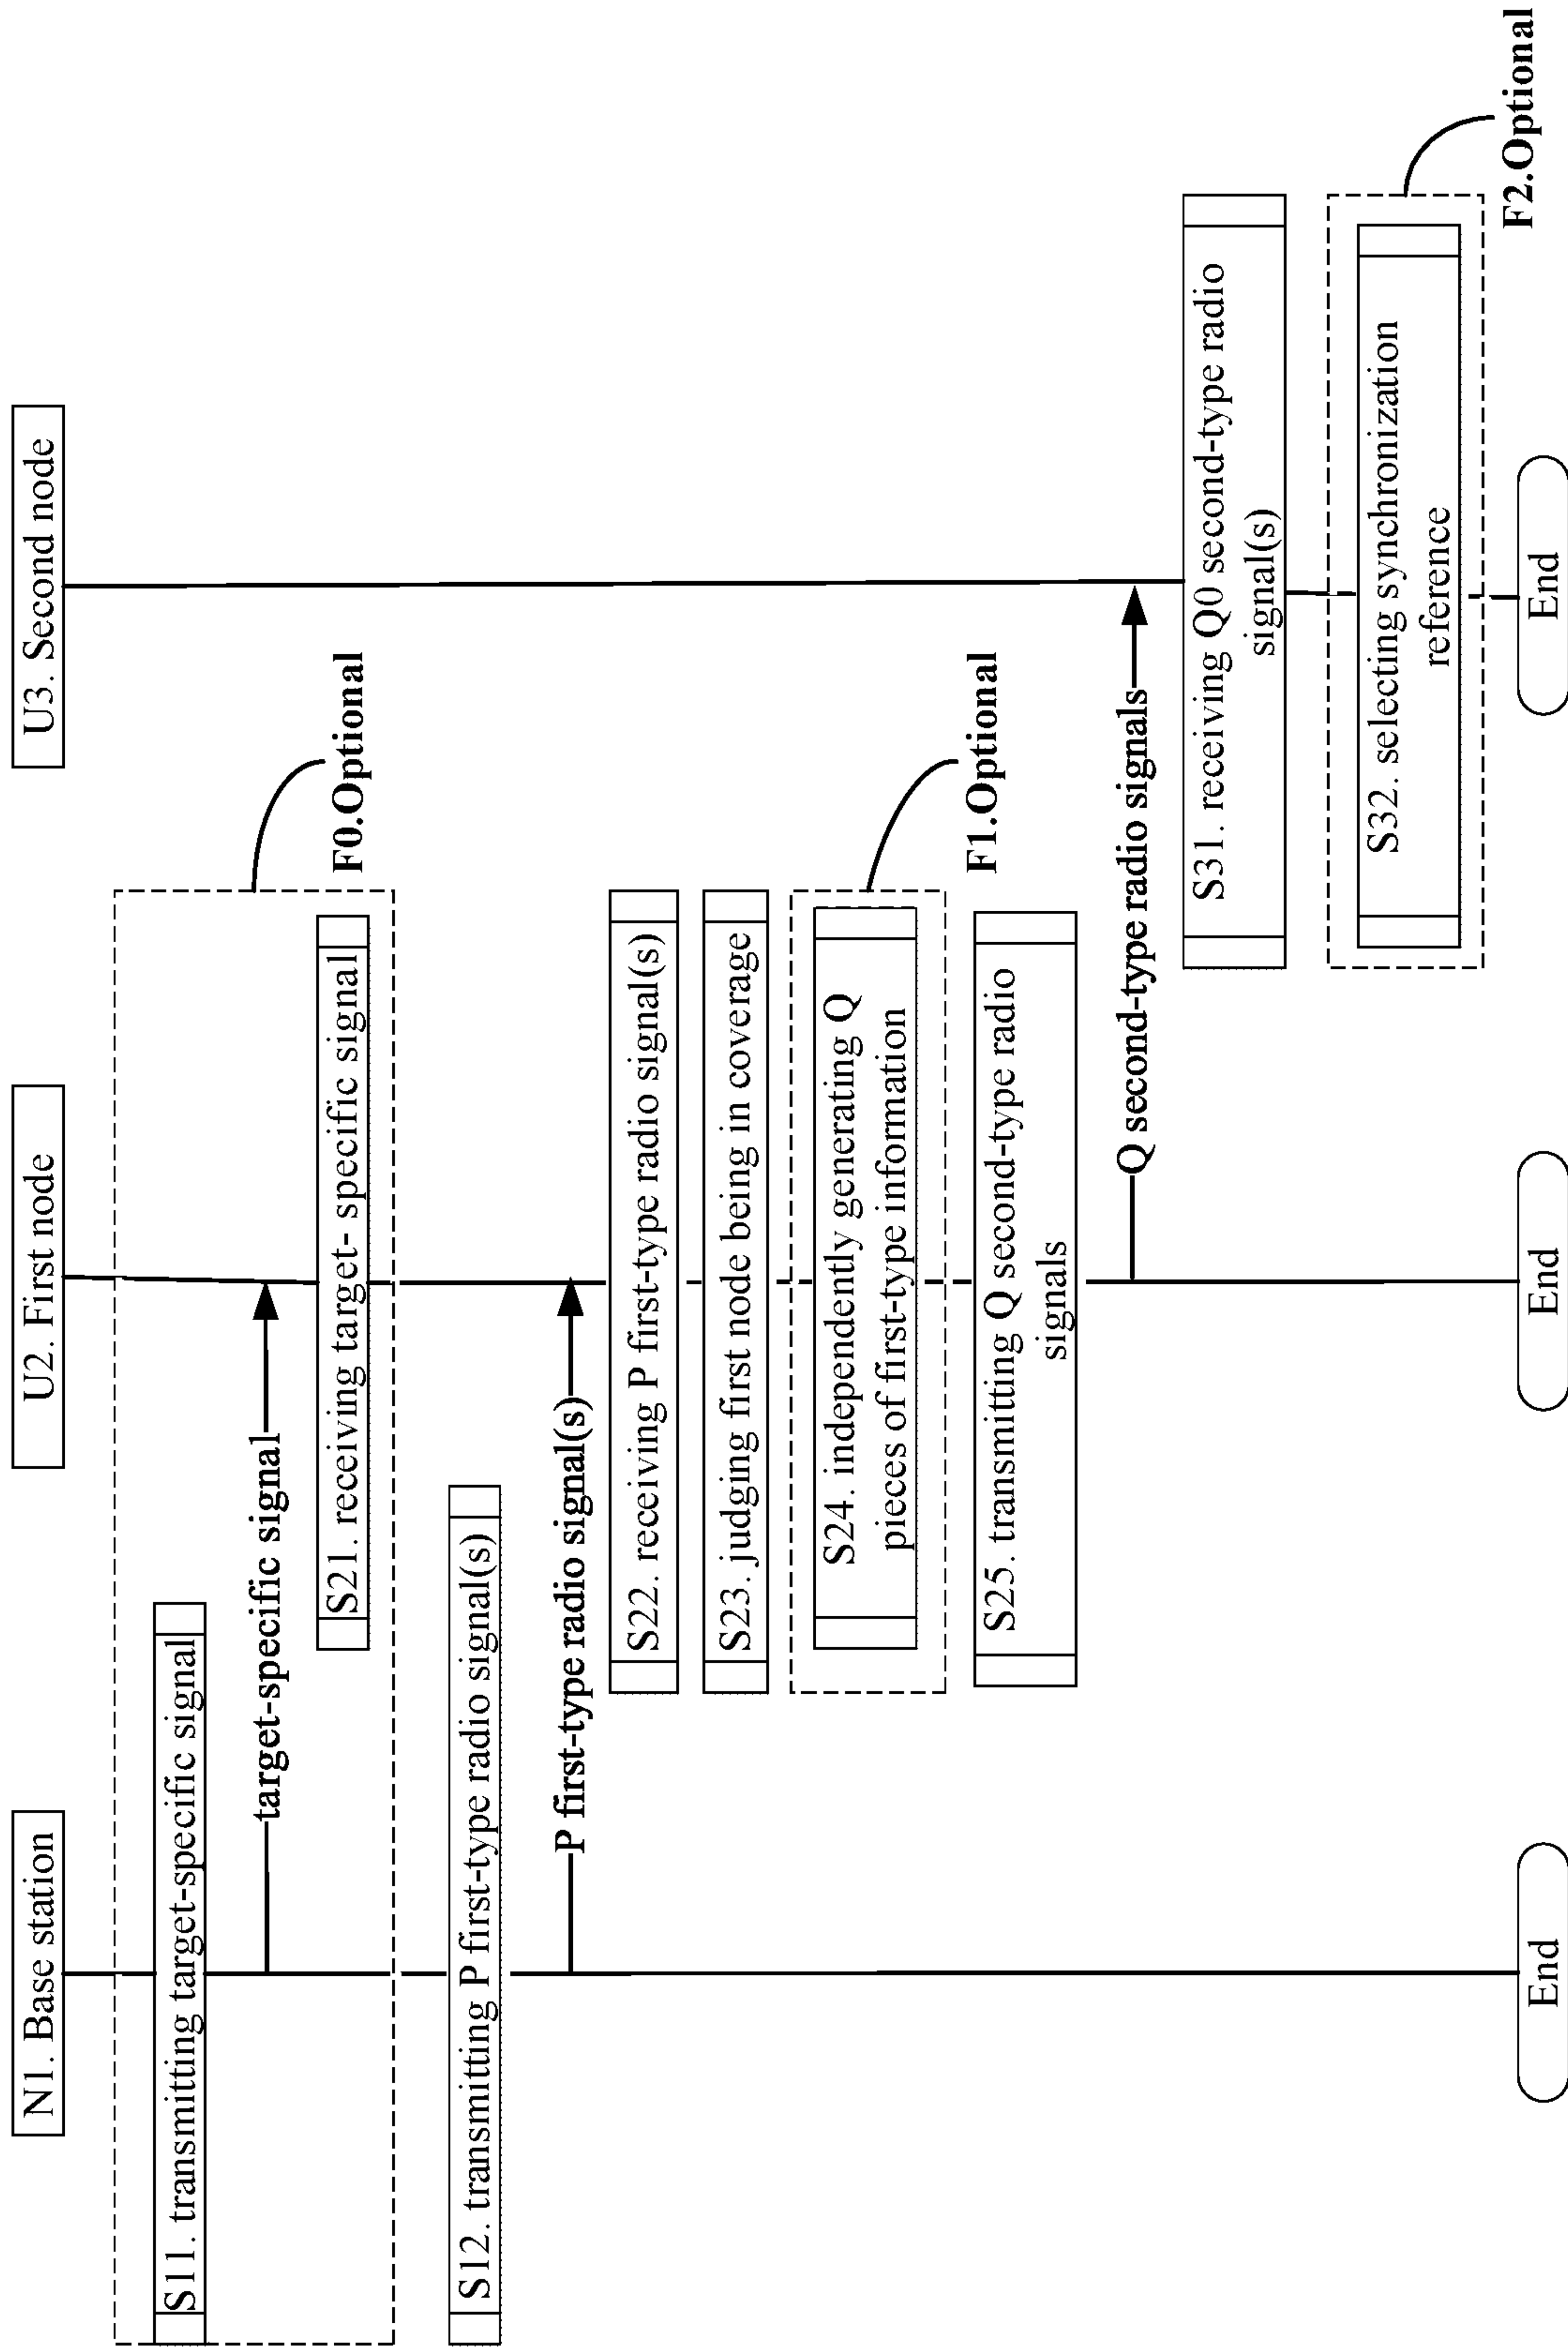 N1. Base station
U2. First node
U3. Second node
S11. transmitting target-specific signal
target-specific signal
S21. receiving target- specific signal
F0.Optional
S12. transmitting P first-type radio signal(s)
P first-type radio signal(s)
S22. receiving P first-type radio signal(s)
S23. judging first node being in coverage
S24. independently generating Q
pieces of first-type information
F1.Optional
S25. transmitting Q second-type radio
signals
Q second-type radio signals
S31. receiving Q0 second-type radio
signal(s)
S32. selecting synchronization
reference
F2.Optional
End
End
End